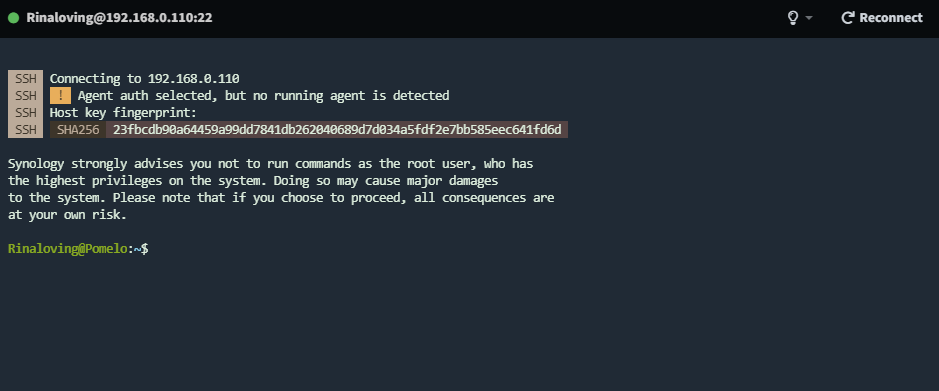 Rinaloving@192.168.0.110:22
Reconnect
SSH Connecting to 192.168.0.110
SSH ! Agent auth selected, but no running agent is detected
SSH Host key fingerprint:
SSH SHA256 23fbcdb90a64459a99dd7841db262040689d7d034a5fdf2e7bb585eec641fd6d
Synology strongly advises you not to run commands as the root user, who has
the highest privileges on the system. Doing so may cause major damages
to the system. Please note that if you choose to proceed, all consequences are
at your own risk.
Rinaloving@Pomelo:~$